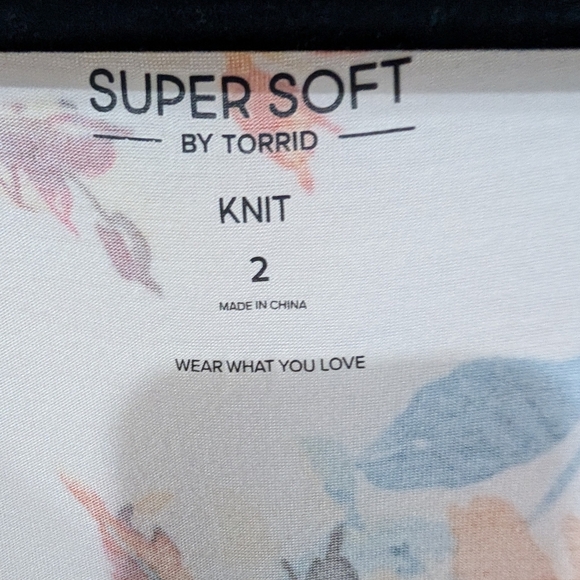 SUPER SOFT
BY TORRID
KNIT
2
MADE IN CHINA
WEAR WHAT YOU LOVE